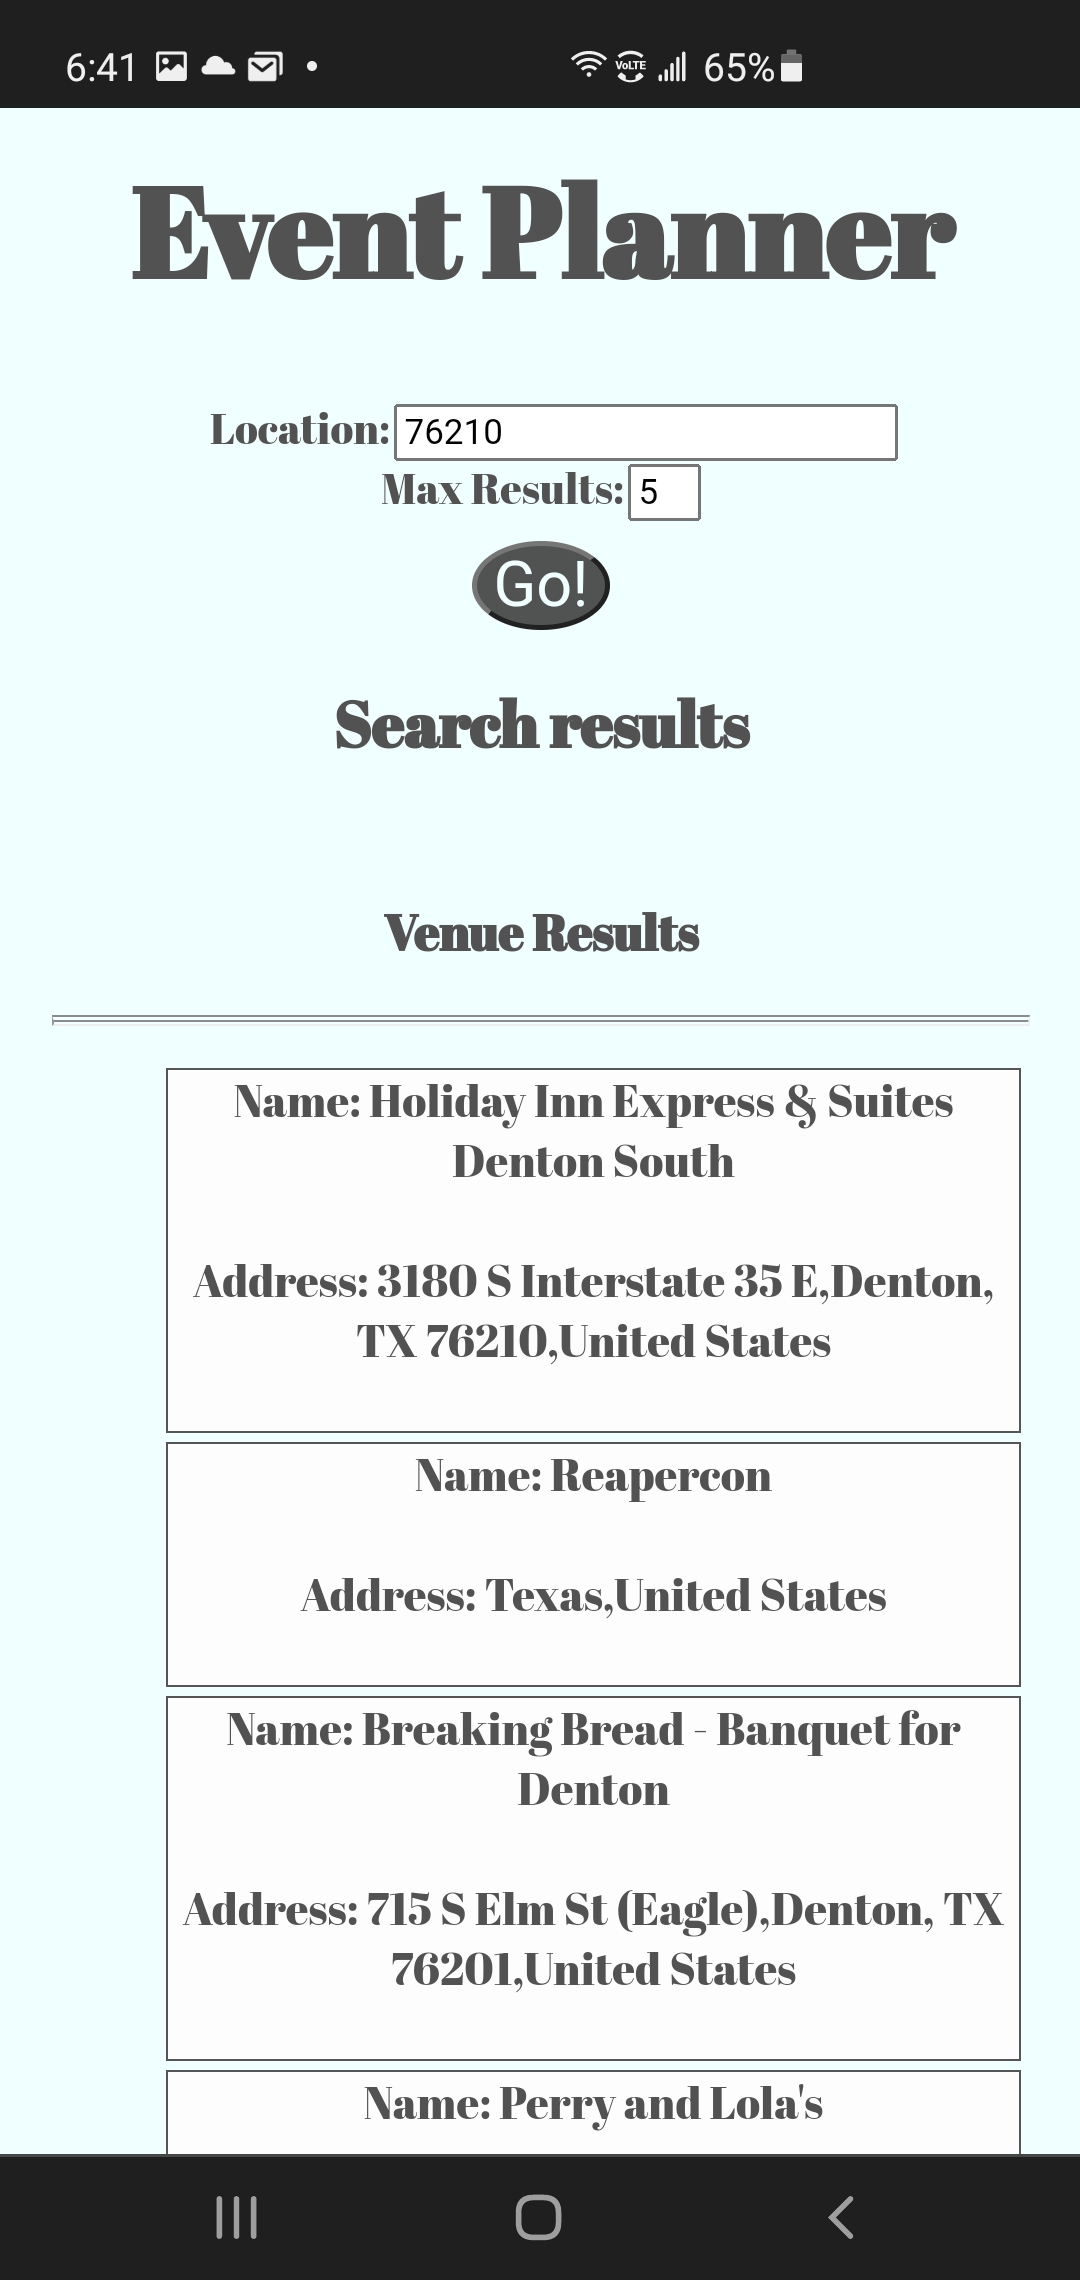 6:41
VoLTE
65%
Event Planner
Location: 76210
Max Results: 5
Go!
Search results
Venue Results
Name: Holiday Inn Express & Suites
Denton South
Address: 3180 S Interstate 35 E,Denton,
TX 76210,United States
Name: Reapercon
Address: Texas,United States
Name: Breaking Bread - Banquet for
Denton
Address: 715 S Elm St (Eagle),Denton, TX
76201,United States
Name: Perry and Lola's